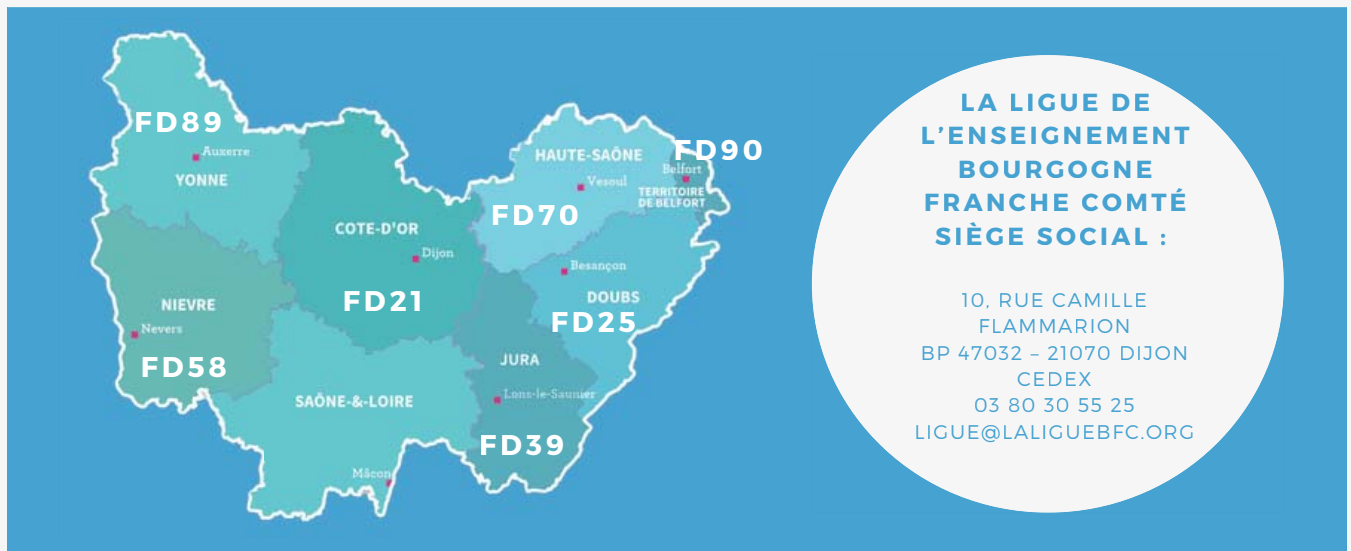 FD89
Auxerre
YONNE
HAUTE-SAÔNE
FD90
Belfort
Vesoul
TERRITOIRE
DE BELFORT
FD70
COTE-D'OR
Dijon
Besançon
DOUBS
FD21
NIEVRE
FD25
Nevers
JURA
FD58
Lons-le-Saunier
SAÔNE-&-LOIRE
FD39
Mâcon
LA LIGUE DE
L’ENSEIGNEMENT
BOURGOGNE
FRANCHE COMTÉ
SIÈGE SOCIAL :
10, RUE CAMILLE
FLAMMARION
BP 47032 – 21070 DIJON
CEDEX
03 80 30 55 25
LIGUE@LALIGUEBFC.ORG